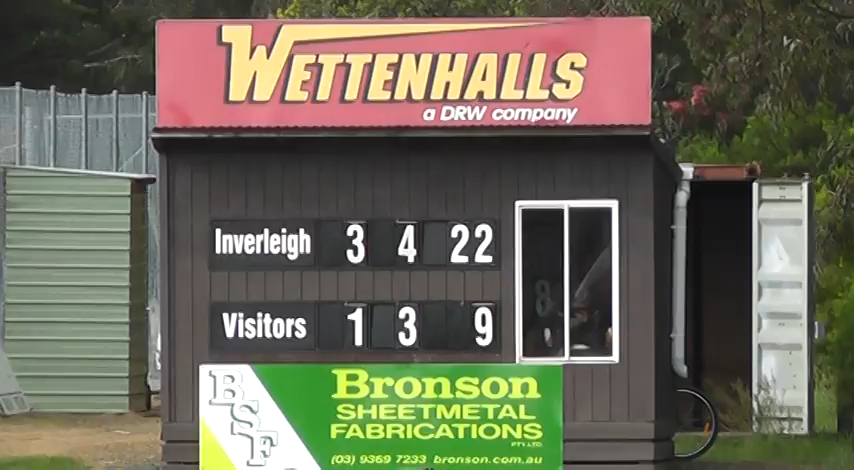 WETTENHALLS
a DRW company
Inverleigh 3 4 22
Visitors 1 3 9
8
BSF
Bronson
SHEETMETAL
FABRICATIONS
PTY. LTD.
(03) 9369 7233 bronson.com.au